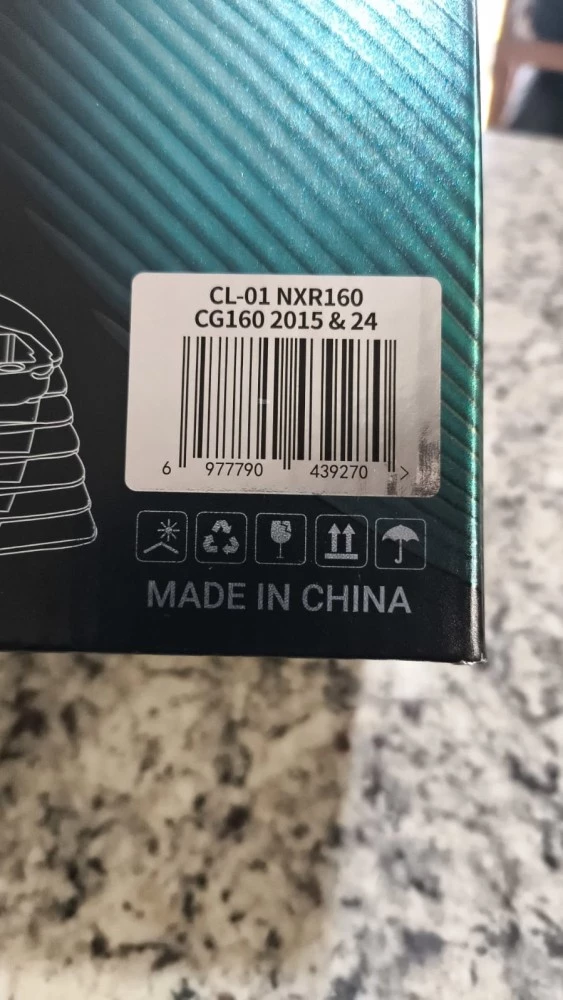 CL-01 NXR160
CG160 2015 & 24
6 977790 439270 >
MADE IN CHINA